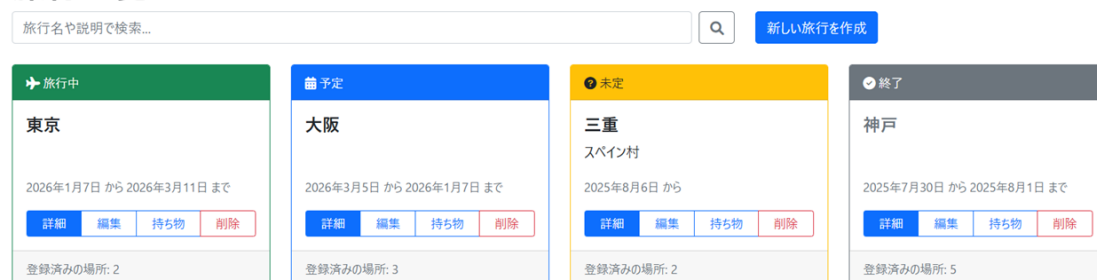 旅行名や説明で検索...
新しい旅行を作成
旅行中
東京
2026年1月7日 から 2026年3月11日 まで
詳細 編集 持ち物 削除
登録済みの場所: 2
予定
大阪
2026年3月5日 から 2026年1月7日 まで
詳細 編集 持ち物 削除
登録済みの場所: 3
未定
三重
スペイン村
2025年8月6日 から
詳細 編集 持ち物 削除
登録済みの場所: 2
終了
神戸
2025年7月30日 から 2025年8月1日 まで
詳細 編集 持ち物 削除
登録済みの場所: 5